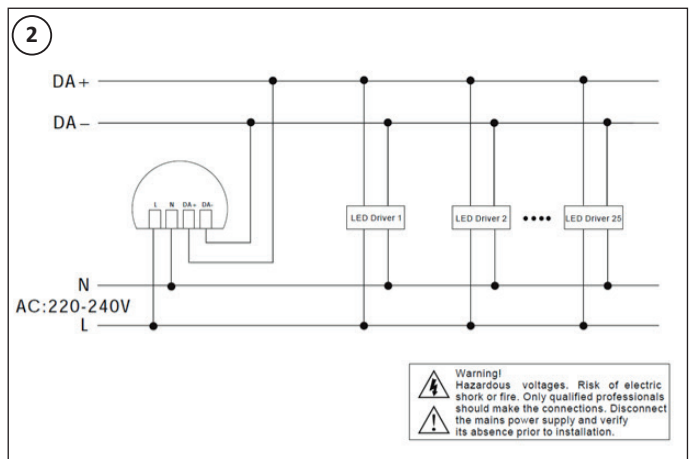 2
DA+
DA−
L N DA+ DA-
LED Driver 1
LED Driver 2
LED Driver 25
N
AC:220-240V
L
Warning!
Hazardous voltages. Risk of electric
shork or fire. Only qualified professionals
should make the connections. Disconnect
the mains power supply and verify
its absence prior to installation.